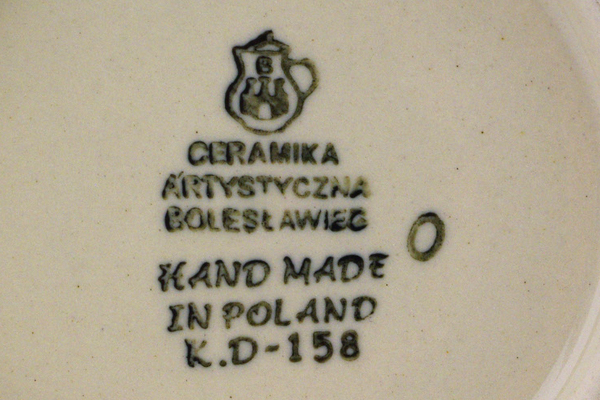 B
CERAMIKA
ARTYSTYCZNA
BOLESŁAWIEC
O
HAND MADE
IN POLAND
K.D-158